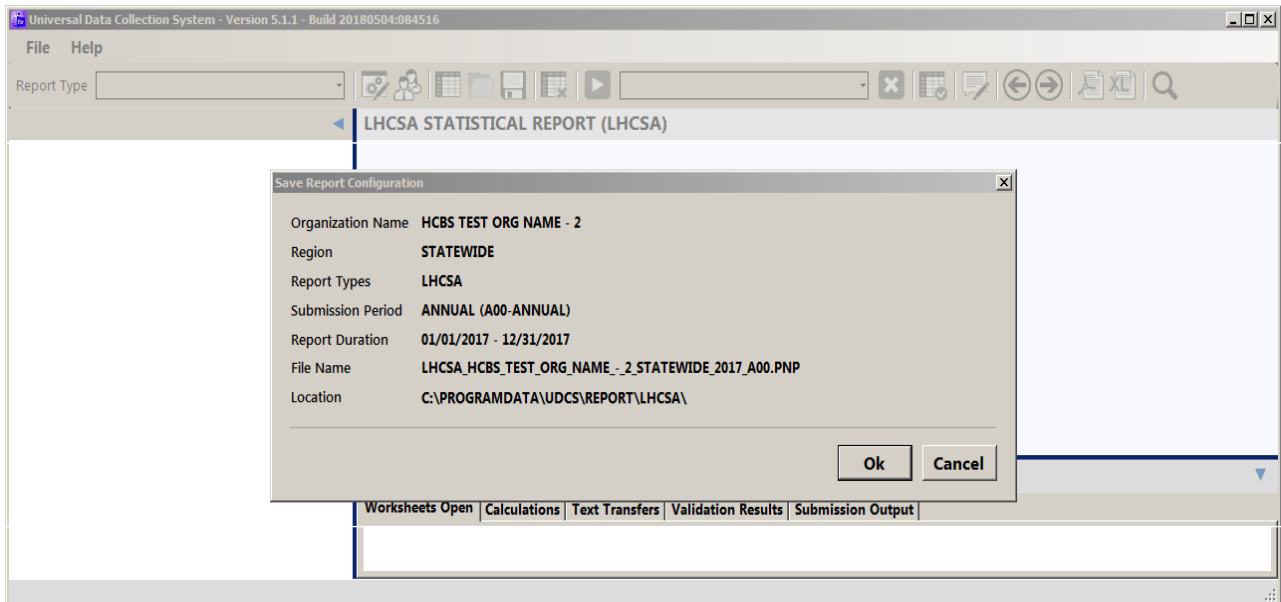 Universal Data Collection System - Version 5.1.1 - Build 20180504:084516
File Help
Report Type
LHCSA STATISTICAL REPORT (LHCSA)
Save Report Configuration
Organization Name HCBS TEST ORG NAME - 2
Region STATEWIDE
Report Types LHCSA
Submission Period ANNUAL (A00-ANNUAL)
Report Duration 01/01/2017 - 12/31/2017
File Name LHCSA_HCBS_TEST_ORG_NAME_-_2_STATEWIDE_2017_A00.PNP
Location C:\PROGRAMDATA\UDCS\REPORT\LHCSA\
Ok Cancel
Worksheets Open Calculations Text Transfers Validation Results Submission Output